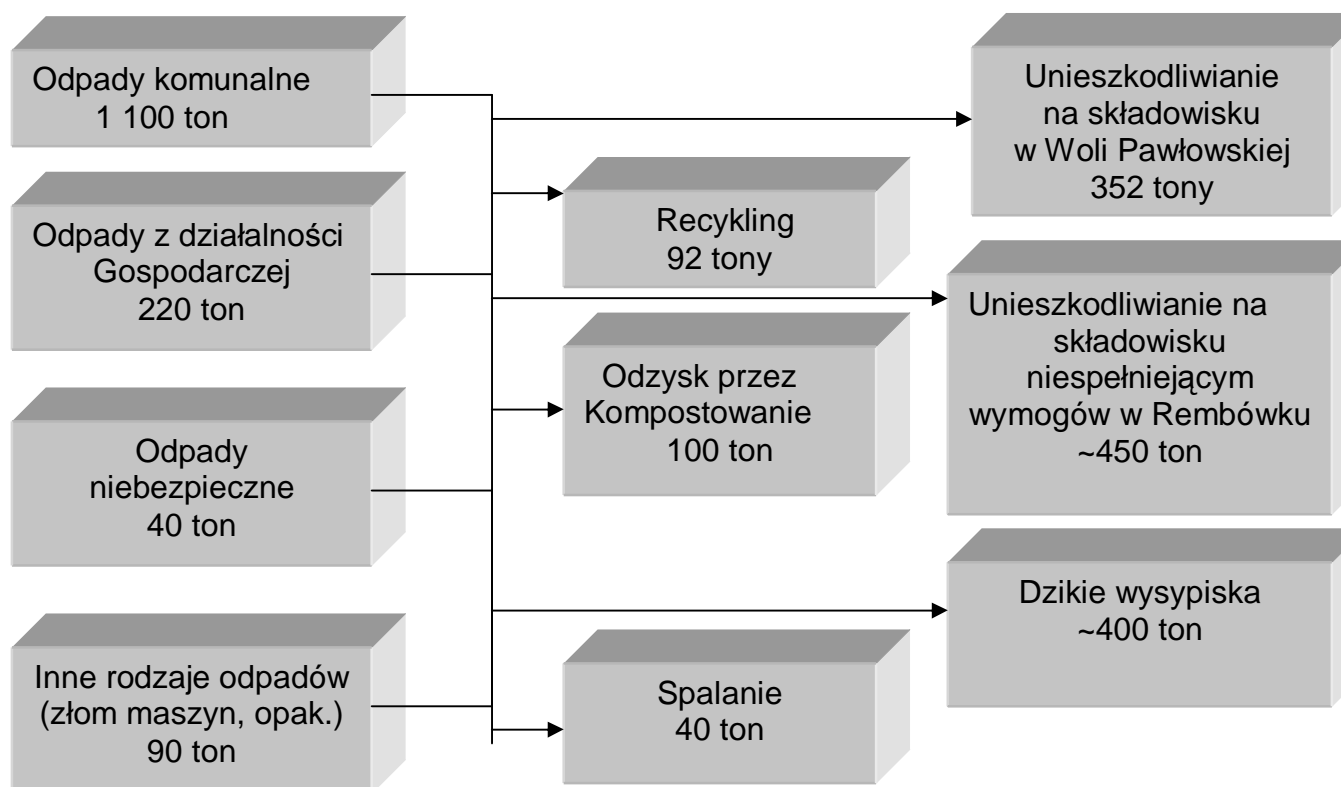 Odpady komunalne
1 100 ton
Odpady z działalności
Gospodarczej
220 ton
Odpady
niebezpieczne
40 ton
Inne rodzaje odpadów
(złom maszyn, opak.)
90 ton
Recykling
92 tony
Odzysk przez
Kompostowanie
100 ton
Spalanie
40 ton
Unieszkodliwianie
na składowisku
w Woli Pawłowskiej
352 tony
Unieszkodliwianie na
składowisku
niespełniejącym
wymogów w Rembówku
~450 ton
Dzikie wysypiska
~400 ton